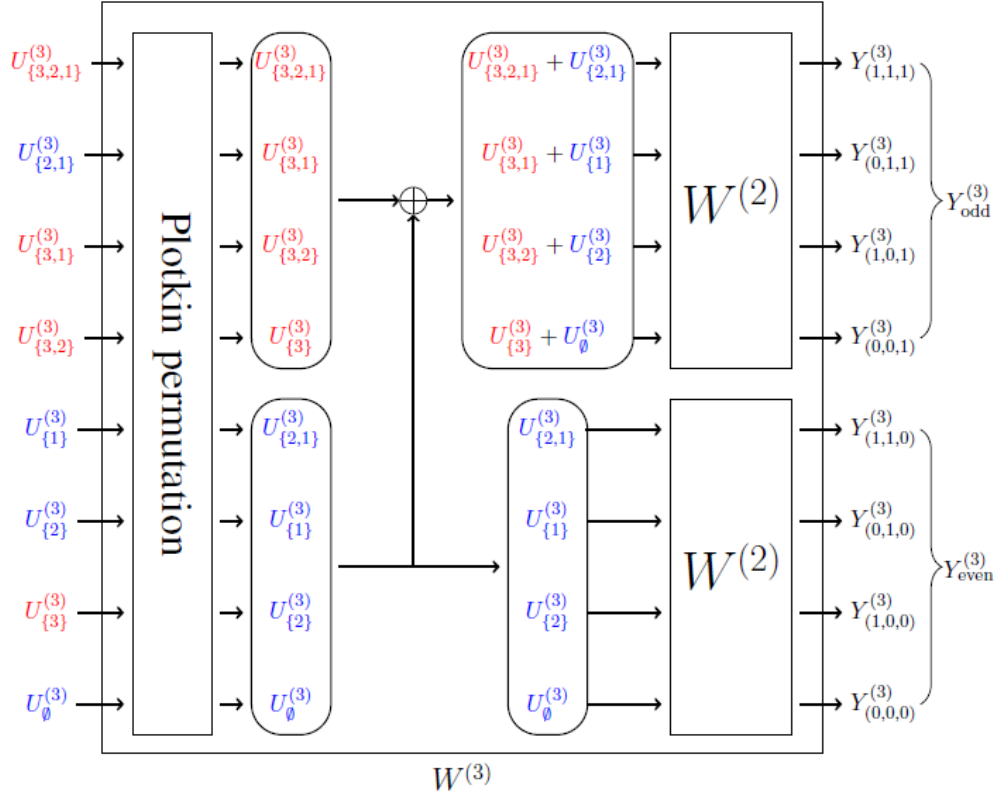 U^{(3)}_{\{3,2,1\}} U^{(3)}_{\{3,2,1\}} U^{(3)}_{\{3,2,1\}} + U^{(3)}_{\{2,1\}} Y^{(3)}_{(1,1,1)}
U^{(3)}_{\{2,1\}} U^{(3)}_{\{3,1\}} U^{(3)}_{\{3,1\}} + U^{(3)}_{\{1\}} Y^{(3)}_{(0,1,1)}
W^{(2)} Y^{(3)}_{odd}
U^{(3)}_{\{3,1\}} U^{(3)}_{\{3,2\}} U^{(3)}_{\{3,2\}} + U^{(3)}_{\{2\}} Y^{(3)}_{(1,0,1)}
U^{(3)}_{\{3,2\}} U^{(3)}_{\{3\}} U^{(3)}_{\{3\}} + U^{(3)}_{∅} Y^{(3)}_{(0,0,1)}
Plotkin permutation
U^{(3)}_{\{1\}} U^{(3)}_{\{2,1\}} U^{(3)}_{\{2,1\}} Y^{(3)}_{(1,1,0)}
U^{(3)}_{\{2\}} U^{(3)}_{\{1\}} U^{(3)}_{\{1\}} Y^{(3)}_{(0,1,0)}
W^{(2)} Y^{(3)}_{even}
U^{(3)}_{\{3\}} U^{(3)}_{\{2\}} U^{(3)}_{\{2\}} Y^{(3)}_{(1,0,0)}
U^{(3)}_{∅} U^{(3)}_{∅} U^{(3)}_{∅} Y^{(3)}_{(0,0,0)}
W^{(3)}